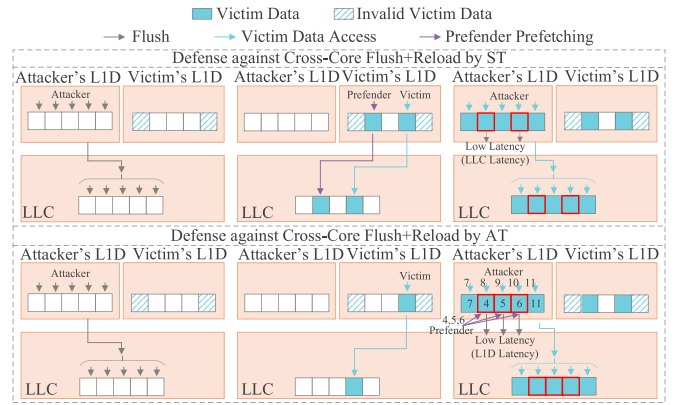 Victim Data Invalid Victim Data
Flush Victim Data Access Prefender Prefetching
Defense against Cross-Core Flush+Reload by ST
Attacker's L1D Victim's L1D Attacker's L1D Victim's L1D Attacker's L1D Victim's L1D
Attacker Prefender Victim Attacker
Low Latency
(LLC Latency)
LLC LLC LLC
Defense against Cross-Core Flush+Reload by AT
Attacker's L1D Victim's L1D Attacker's L1D Victim's L1D Attacker's L1D Victim's L1D
Attacker Victim Attacker
7 8 9 10 11
7 4 5 6 11
4,5,6
Prefender
Low Latency
(L1D Latency)
LLC LLC LLC